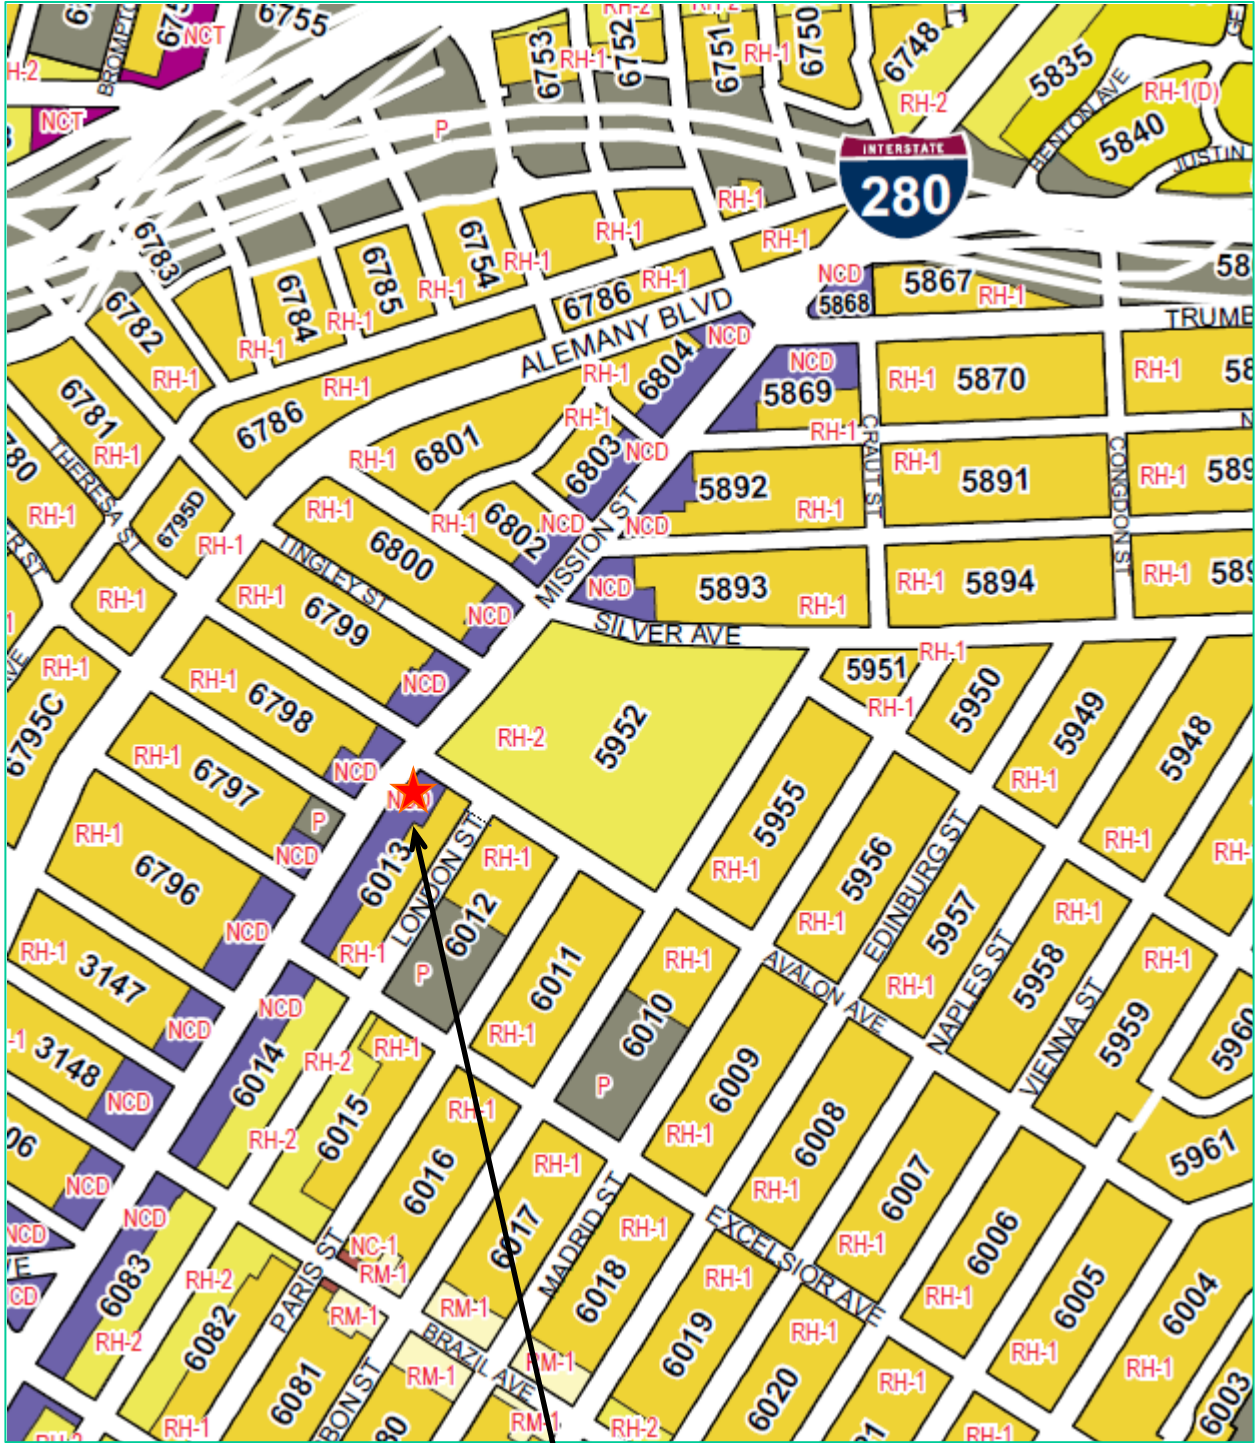 6755
NCT
RH-2
6753
RH-1
6752
6751
RH-1
6750
6748
RH-2
5835
BENTON AVE
RH-1(D)
5840
JUSTIN
H-2
NCT
P
INTERSTATE
280
6783
6784
6785
6754
RH-1
RH-1
RH-1
RH-1
RH-1
RH-1
RH-1
6786
RH-1
ALEMANY BLVD
NCD
5868
5867
RH-1
58
TRUMB
6782
RH-1
RH-1
6781
RH-1
6786
6801
RH-1
RH-1
6804
NCD
NCD
5869
RH-1
RH-1
5870
RH-1
58
THERESA ST
RH-1
6795D
RH-1
RH-1
6803
NCD
5892
RH-1
CRAUT ST
RH-1
5891
CONGDON ST
RH-1
589
RH-1
6800
RH-1
6802
NCD
NCD
MISSION ST
TINGLEY ST
RH-1
RH-1
6799
NCD
NCD
5893
RH-1
RH-1
5894
RH-1
589
SILVER AVE
RH-1
6795C
RH-1
6798
NCD
RH-2
5952
5951
RH-1
RH-1
5950
5949
5948
RH-1
6797
NCD
P
NCD
6013
RH-1
LONDON ST
RH-1
6012
P
5955
RH-1
5956
RH-1
EDINBURG ST
RH-1
RH-1
RH-
RH-1
6796
NCD
RH-1
3147
NCD
NCD
6011
RH-1
RH-1
6010
P
AVALON AVE
5957
RH-1
NAPLES ST
RH-1
5958
VIENNA ST
RH-1
5959
5960
3148
NCD
6014
RH-2
RH-2
RH-1
6015
RH-1
6016
6009
RH-1
6008
RH-1
6007
RH-1
5961
06
NCD
NCD
NCD
6083
RH-2
RH-2
6082
RH-1
PARIS ST
NC-1
RM-1
RM-1
RH-1
6017
MADRID ST
RH-1
6018
RM-1
BRAZIL AVE
RM-1
RM-1
RM-1
EXCELSIOR AVE
RH-1
6019
RH-1
6020
RH-2
6006
RH-1
6005
RH-1
6004
RH-1
6003
6081
RH-1
RH-1